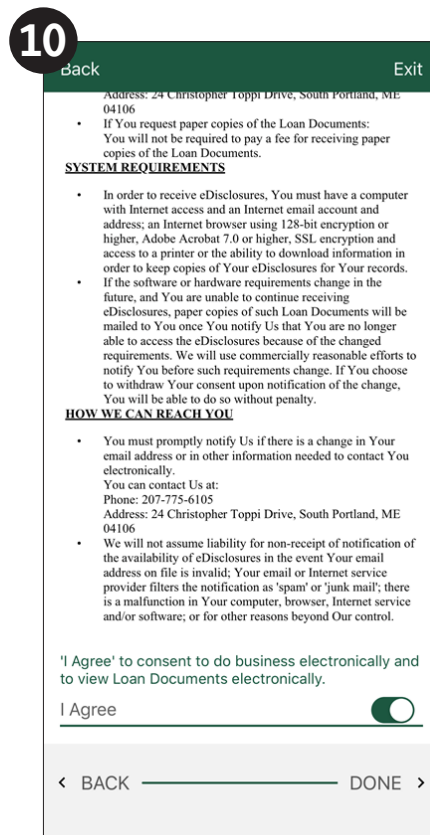 10
Back Exit
Address: 24 Christopher Toppi Drive, South Portland, ME
04106
• If You request paper copies of the Loan Documents:
You will not be required to pay a fee for receiving paper
copies of the Loan Documents.
SYSTEM REQUIREMENTS
• In order to receive eDisclosures, You must have a computer
with Internet access and an Internet email account and
address; an Internet browser using 128-bit encryption or
higher, Adobe Acrobat 7.0 or higher, SSL encryption and
access to a printer or the ability to download information in
order to keep copies of Your eDisclosures for Your records.
• If the software or hardware requirements change in the
future, and You are unable to continue receiving
eDisclosures, paper copies of such Loan Documents will be
mailed to You once You notify Us that You are no longer
able to access the eDisclosures because of the changed
requirements. We will use commercially reasonable efforts to
notify You before such requirements change. If You choose
to withdraw Your consent upon notification of the change,
You will be able to do so without penalty.
HOW WE CAN REACH YOU
• You must promptly notify Us if there is a change in Your
email address or in other information needed to contact You
electronically.
You can contact Us at:
Phone: 207-775-6105
Address: 24 Christopher Toppi Drive, South Portland, ME
04106
• We will not assume liability for non-receipt of notification of
the availability of eDisclosures in the event Your email
address on file is invalid; Your email or Internet service
provider filters the notification as 'spam' or 'junk mail'; there
is a malfunction in Your computer, browser, Internet service
and/or software; or for other reasons beyond Our control.
'I Agree' to consent to do business electronically and
to view Loan Documents electronically.
I Agree
‹ BACK DONE ›